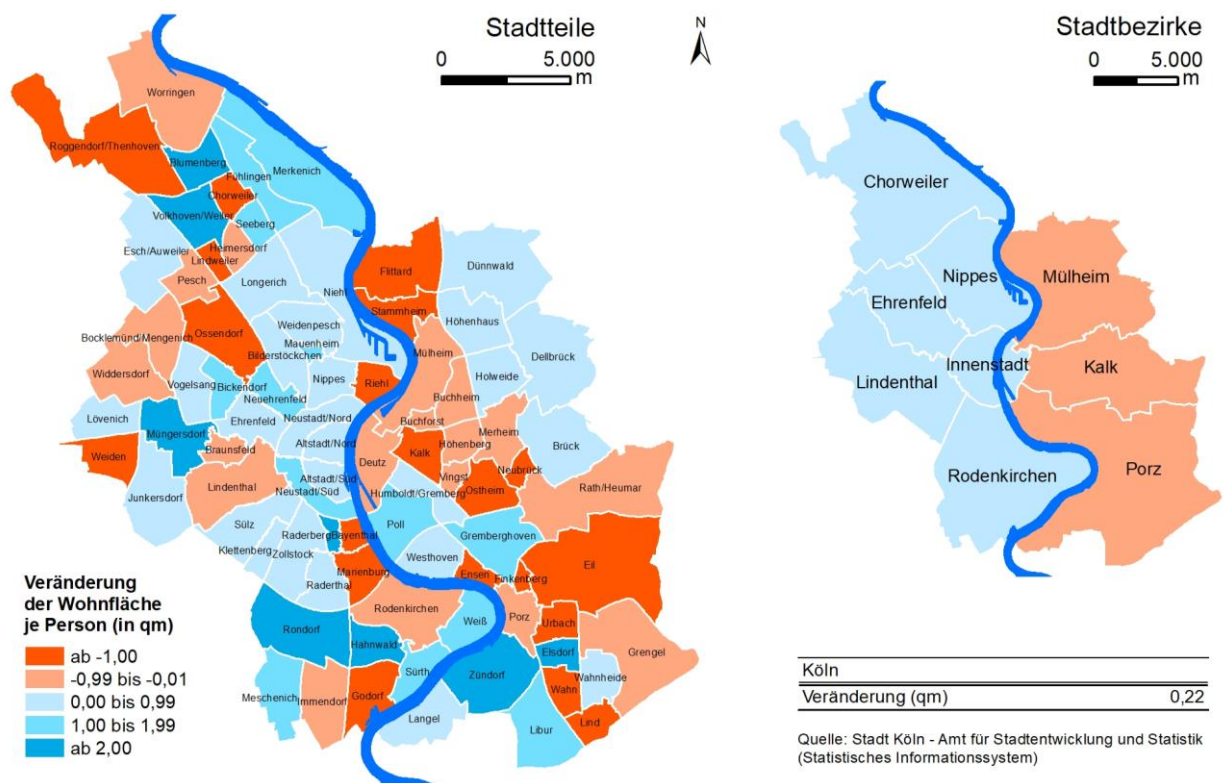 Stadtteile
0 5.000
m
N
Stadtbezirke
0 5.000
m
Worringen
Roggendorf/Thenhoven
Blumenberg
Fühlingen
Merkenich
Chorweiler
Volkhoven/Weiler
Seeberg
Esch/Auweiler
Heimersdorf
Lindweiler
Pesch
Longerich
Niehl
Flittard
Dünnwald
Stammheim
Höhenhaus
Ossendorf
Weidenpesch
Bocklemünd/Mengenich
Mauenheim
Bilderstöckchen
Mülheim
Dellbrück
Widdersdorf
Vogelsang
Bickendorf
Nippes
Riehl
Holweide
Neuehrenfeld
Buchheim
Lövenich
Ehrenfeld
Neustadt/Nord
Buchforst
Müngersdorf
Altstadt/Nord
Höhenberg
Merheim
Brück
Weiden
Braunsfeld
Deutz
Kalk
Vingst
Neubrück
Lindenthal
Altstadt/Süd
Ostheim
Junkersdorf
Neustadt/Süd
Humboldt/Gremberg
Rath/Heumar
Sülz
Raderberg
Bayenthal
Poll
Gremberghoven
Klettenberg
Zollstock
Westhoven
Raderthal
Marienburg
Ensen
Finkenberg
Eil
Rodenkirchen
Weiß
Porz
Urbach
Rondorf
Hahnwald
Elsdorf
Grengel
Meschenich
Immendorf
Godorf
Sürth
Zündorf
Wahn
Wahnheide
Langel
Libur
Lind
Chorweiler
Nippes
Mülheim
Ehrenfeld
Innenstadt
Kalk
Lindenthal
Rodenkirchen
Porz
Veränderung
der Wohnfläche
je Person (in qm)
ab -1,00
-0,99 bis -0,01
0,00 bis 0,99
1,00 bis 1,99
ab 2,00
Köln
Veränderung (qm) 0,22
Quelle: Stadt Köln - Amt für Stadtentwicklung und Statistik
(Statistisches Informationssystem)